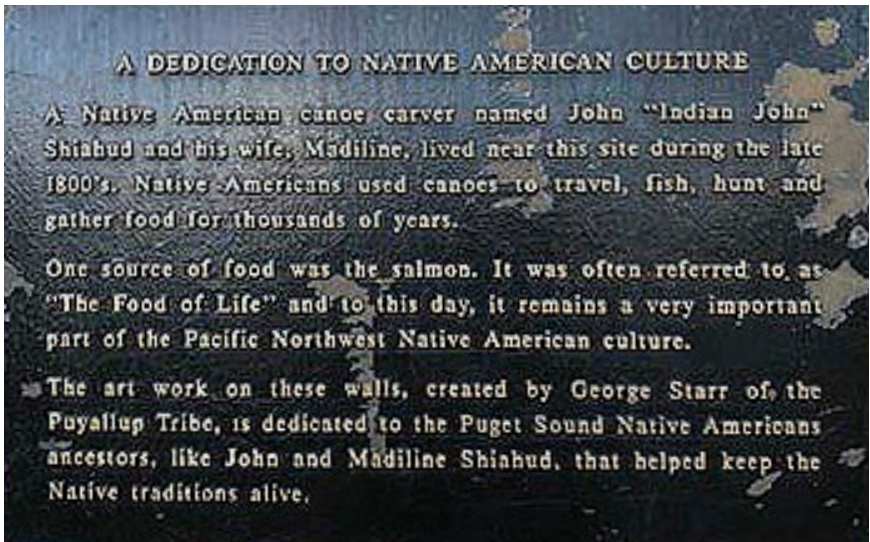 A DEDICATION TO NATIVE AMERICAN CULTURE
A Native American canoe carver named John "Indian John"
Shiahud and his wife, Madiline, lived near this site during the late
1800's. Native Americans used canoes to travel, fish, hunt and
gather food for thousands of years.
One source of food was the salmon. It was often referred to as
"The Food of Life" and to this day, it remains a very important
part of the Pacific Northwest Native American culture.
The art work on these walls, created by George Starr of the
Puyallup Tribe, is dedicated to the Puget Sound Native Americans
ancestors, like John and Madiline Shiahud, that helped keep the
Native traditions alive.